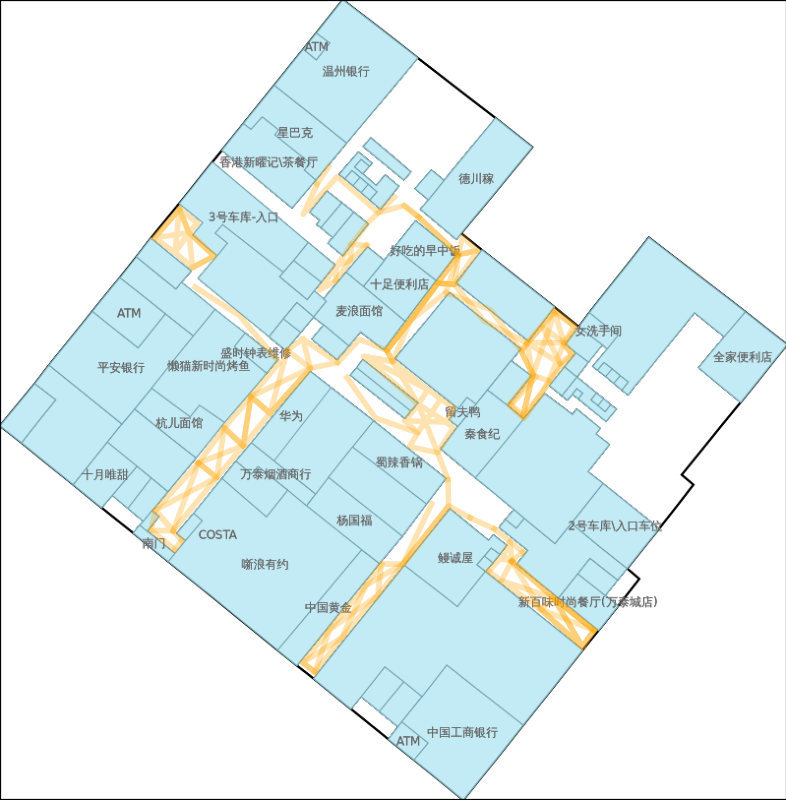 ATM
温州银行
星巴克
香港新曜记\茶餐厅
德川稼
3号车库-入口
好吃的早中饭
十足便利店
ATM
麦浪面馆
女洗手间
盛时钟表维修
全家便利店
平安银行
懒猫新时尚烤鱼
留夫鸭
华为
杭儿面馆
秦食纪
蜀辣香锅
十月唯甜
万泰烟酒商行
杨国福
2号车库\入口车位
COSTA
南门
鳗诚屋
噺浪有约
新百味时尚餐厅(万泰城店)
中国黄金
中国工商银行
ATM